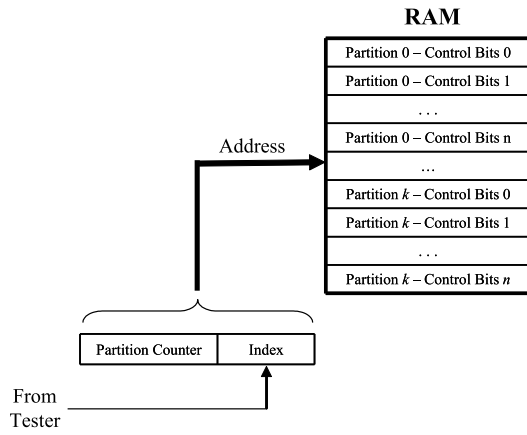 RAM
Partition 0 – Control Bits 0
Partition 0 – Control Bits 1
. . .
Partition 0 – Control Bits n
...
Partition k – Control Bits 0
Partition k – Control Bits 1
. . .
Partition k – Control Bits n
Address
Partition Counter
Index
From
Tester